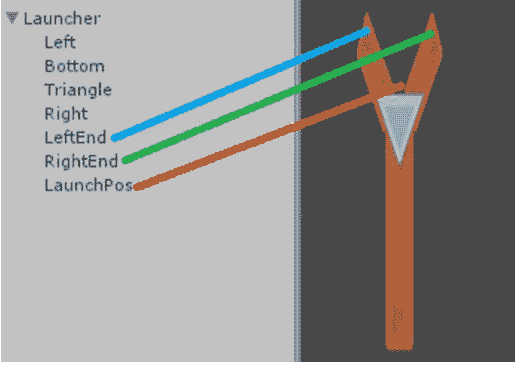 Launcher
Left
Bottom
Triangle
Right
LeftEnd
RightEnd
LaunchPos